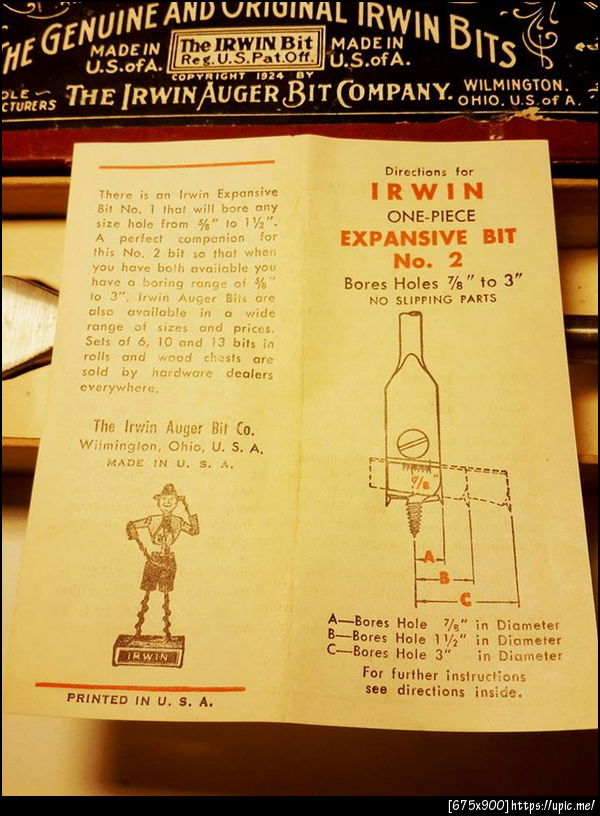 THE GENUINE AND ORIGINAL IRWIN BITS
MADE IN
U.S. of A.
The IRWIN Bit
Reg. U.S. Pat. Off.
MADE IN
U.S. of A.
COPYRIGHT 1924 BY
THE IRWIN AUGER BIT COMPANY.
WILMINGTON.
OHIO. U.S. of A.
There is an Irwin Expansive
Bit No. 1 that will bore any
size hole from 5/8" to 1 1/2".
A perfect companion for
this No. 2 bit so that when
you have both available you
have a boring range of 5/8"
to 3". Irwin Auger Bits are
also available in a wide
range of sizes and prices.
Sets of 6, 10 and 13 bits in
rolls and wood chests are
sold by hardware dealers
everywhere.
The Irwin Auger Bit Co.
Wilmington, Ohio, U. S. A.
MADE IN U. S. A.
IRWIN
PRINTED IN U. S. A.
Directions for
IRWIN
ONE-PIECE
EXPANSIVE BIT
No. 2
Bores Holes 7/8" to 3"
NO SLIPPING PARTS
7/8"
A
B
C
A—Bores Hole 7/8" in Diameter
B—Bores Hole 1 1/2" in Diameter
C—Bores Hole 3" in Diameter
For further instructions
see directions inside.
[675x900] https://upic.me/